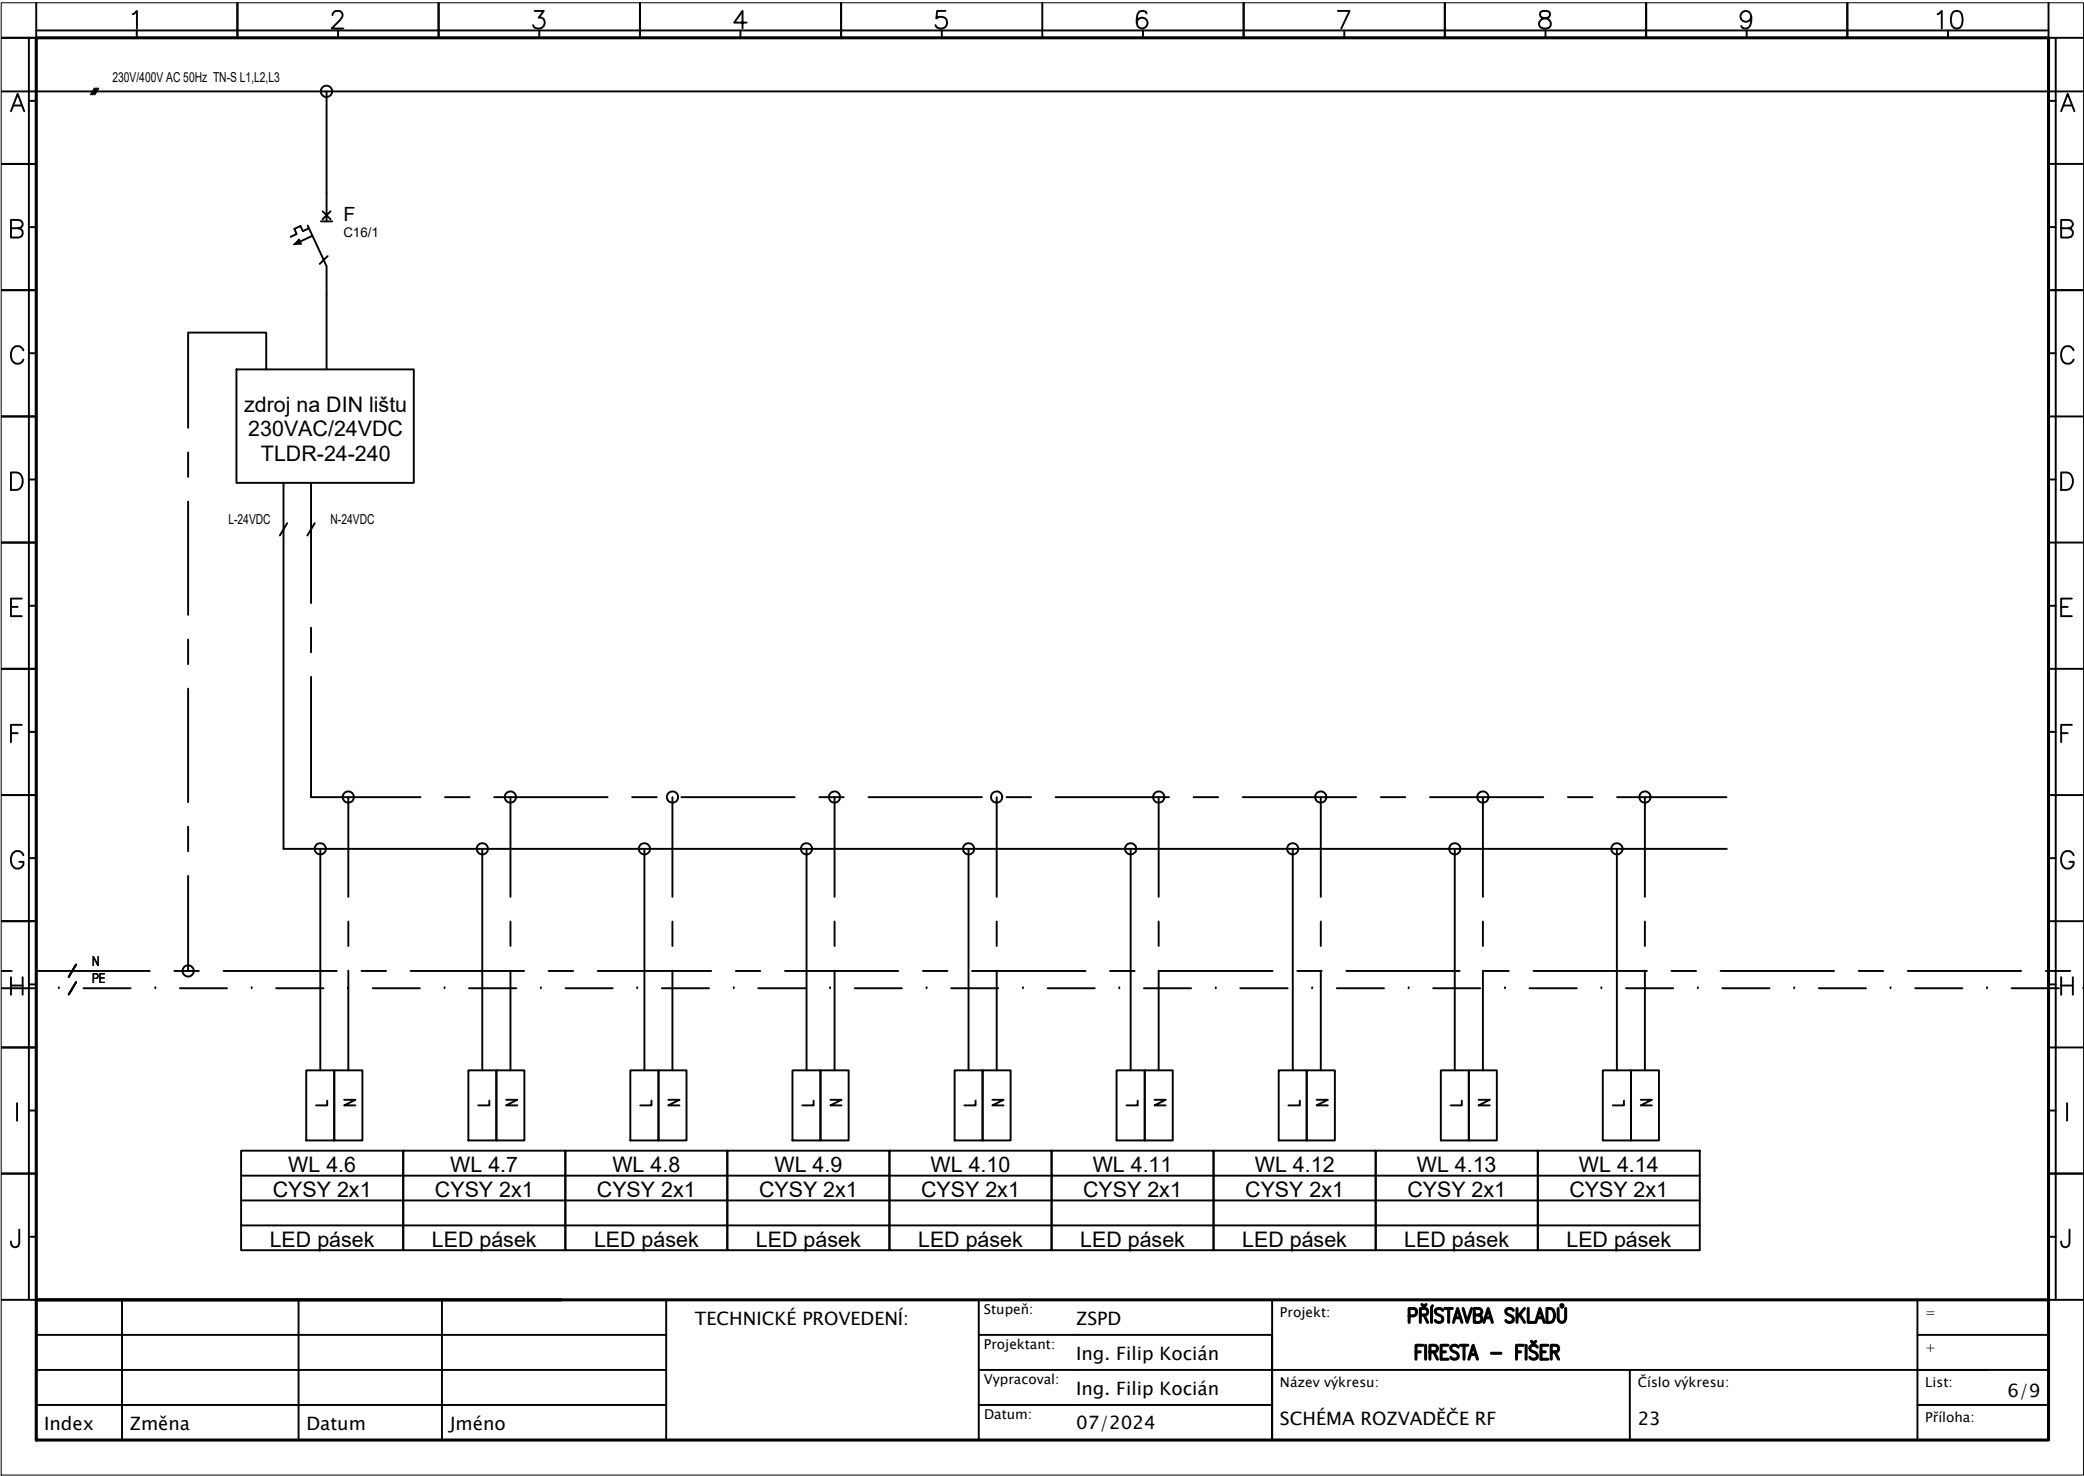 1 2 3 4 5 6 7 8 9 10
230V/400V AC 50Hz TN-S L1,L2,L3
A A
F
B B
C16/1
C C
zdroj na DIN lištu
230VAC/24VDC
TLDR-24-240
D D
L-24VDC N-24VDC
E E
F F
G G
N
PE
H H
L N L N L N L N L N L N L N L N L N
I I
WL 4.6 WL 4.7 WL 4.8 WL 4.9 WL 4.10 WL 4.11 WL 4.12 WL 4.13 WL 4.14
CYSY 2x1 CYSY 2x1 CYSY 2x1 CYSY 2x1 CYSY 2x1 CYSY 2x1 CYSY 2x1 CYSY 2x1 CYSY 2x1
LED pásek LED pásek LED pásek LED pásek LED pásek LED pásek LED pásek LED pásek LED pásek
J J
TECHNICKÉ PROVEDENÍ:
Stupeň: ZSPD
Projekt: PŘÍSTAVBA SKLADŮ
=
Projektant: Ing. Filip Kocián
FIRESTA – FIŠER
+
Vypracoval: Ing. Filip Kocián
Název výkresu:
Číslo výkresu:
List: 6/9
Index Změna Datum Jméno
Datum: 07/2024
SCHÉMA ROZVADĚČE RF
23
Příloha: